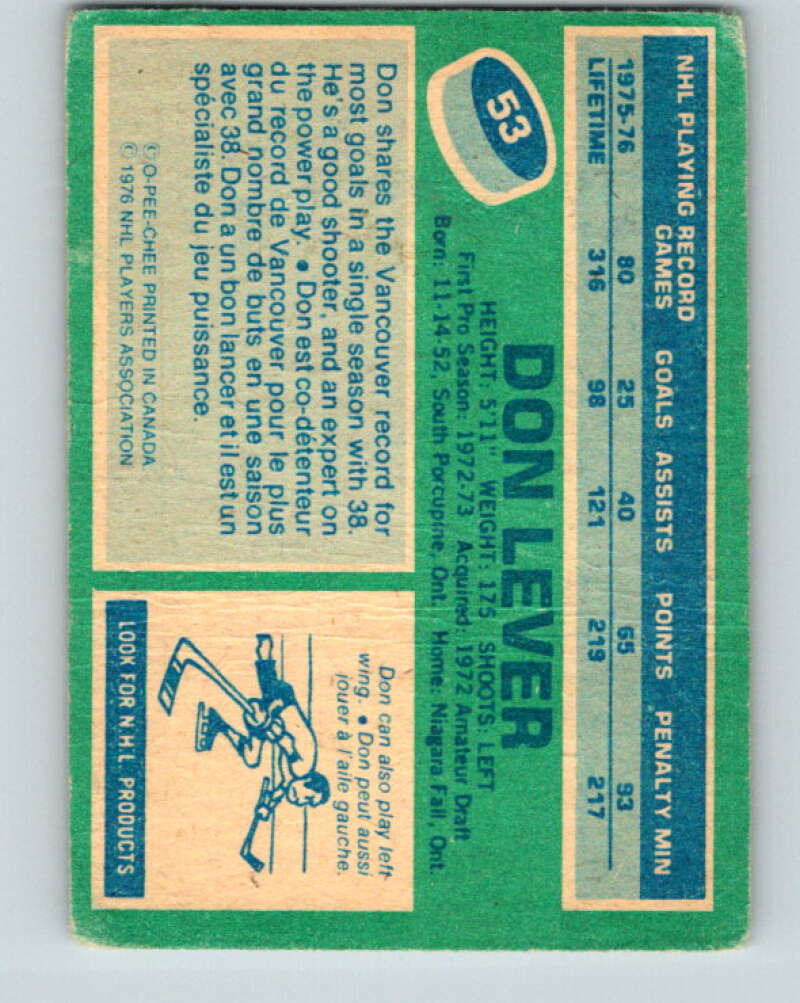 NHL PLAYING RECORD
GAMES GOALS ASSISTS POINTS PENALTY MIN
1975-76 80 25 40 65 93
LIFETIME 316 98 121 219 217
53
DON LEVER
HEIGHT: 5'11" WEIGHT: 175 SHOOTS: LEFT
First Pro Season: 1972-73 Acquired: 1972 Amateur Draft
Born: 11-14-52, South Porcupine, Ont. Home: Niagara Fall, Ont.
Don shares the Vancouver record for
most goals in a single season with 38.
He's a good shooter, and an expert on
the power play. • Don est co-détenteur
du record de Vancouver pour le plus
grand nombre de buts en une saison
avec 38. Don a un bon lancer et il est un
spécialiste du jeu puissance.
© O-PEE-CHEE PRINTED IN CANADA
© 1976 NHL PLAYERS ASSOCIATION
Don can also play left
wing. • Don peut aussi
jouer à l'aile gauche.
LOOK FOR N.H.L. PRODUCTS